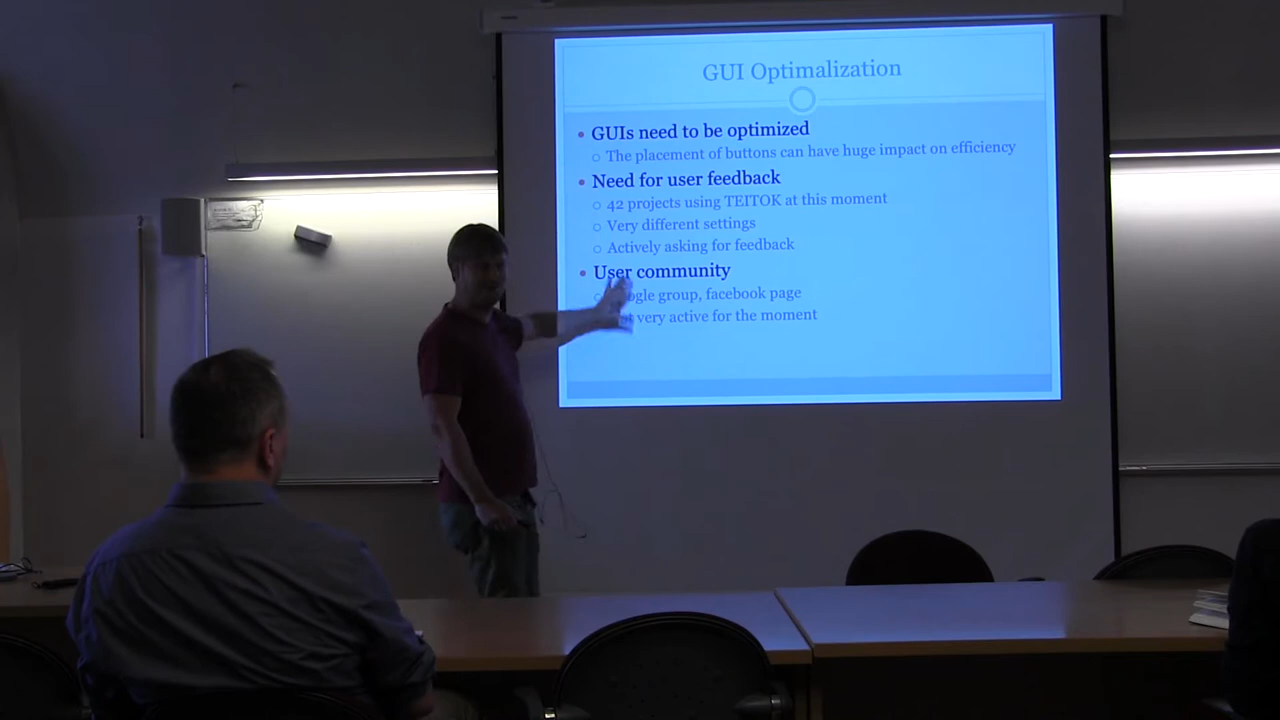 GUI Optimalization
GUIs need to be optimized
The placement of buttons can have huge impact on efficiency
Need for user feedback
42 projects using TEITOK at this moment
Very different settings
Actively asking for feedback
User community
group, facebook page
very active for the moment